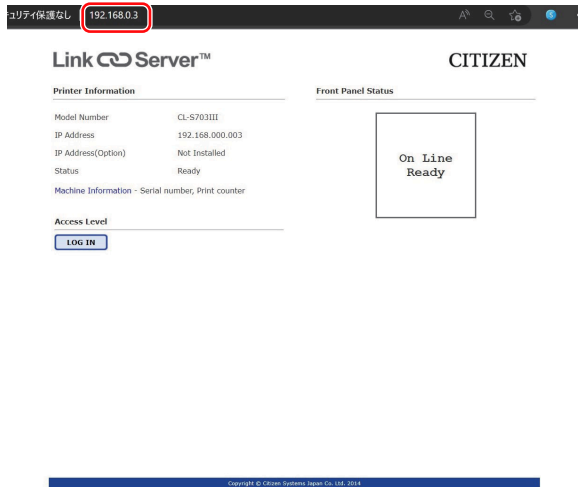 ュリティ保護なし 192.168.0.3
Link Server™
CITIZEN
Printer Information
Model Number CL-S703III
IP Address 192.168.000.003
IP Address(Option) Not Installed
Status Ready
Machine Information - Serial number, Print counter
Access Level
LOG IN
Front Panel Status
On Line
Ready
Copyright © Citizen Systems Japan Co. Ltd. 2014